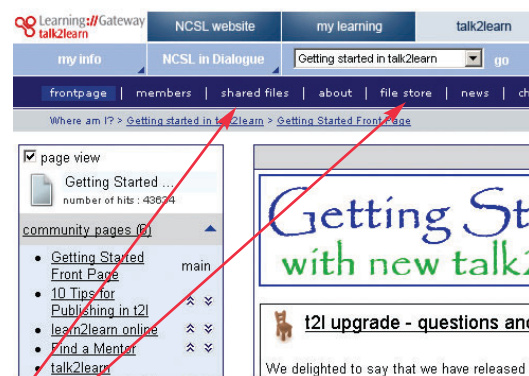 Learning://Gateway
talk2learn
NCSL website
my learning
talk2learn
my info
NCSL in Dialogue
Getting started in talk2learn
go
frontpage | members | shared files | about | file store | news | ch
Where am I? > Getting started in talk2learn > Getting Started Front Page
page view
Getting Started ...
number of hits : 43634
community pages (6)
Getting Started
Front Page
main
10 Tips for
Publishing in t2l
learn2learn online
Find a Mentor
talk2learn
Getting St
with new talk2
t2l upgrade - questions and
We delighted to say that we have released